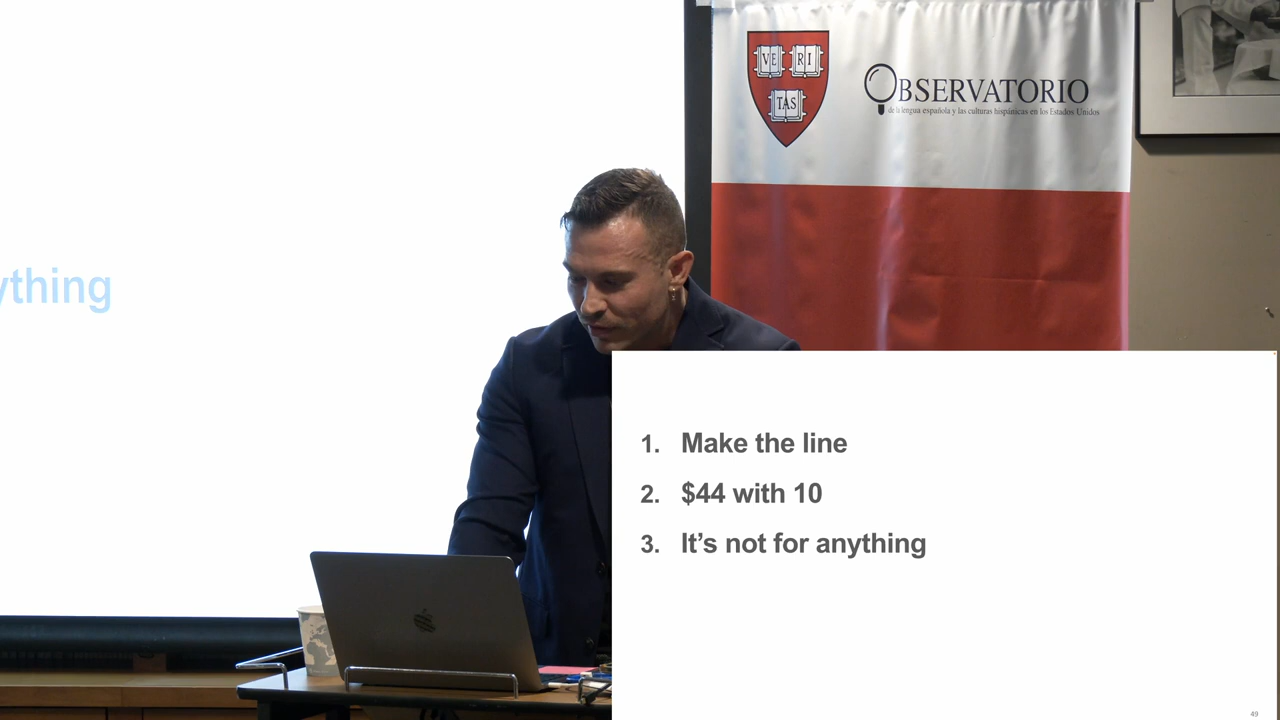 VE RI
TAS
OBSERVATORIO
de la lengua española y las culturas hispánicas en los Estados Unidos
ything
1. Make the line
2. $44 with 10
3. It’s not for anything
49